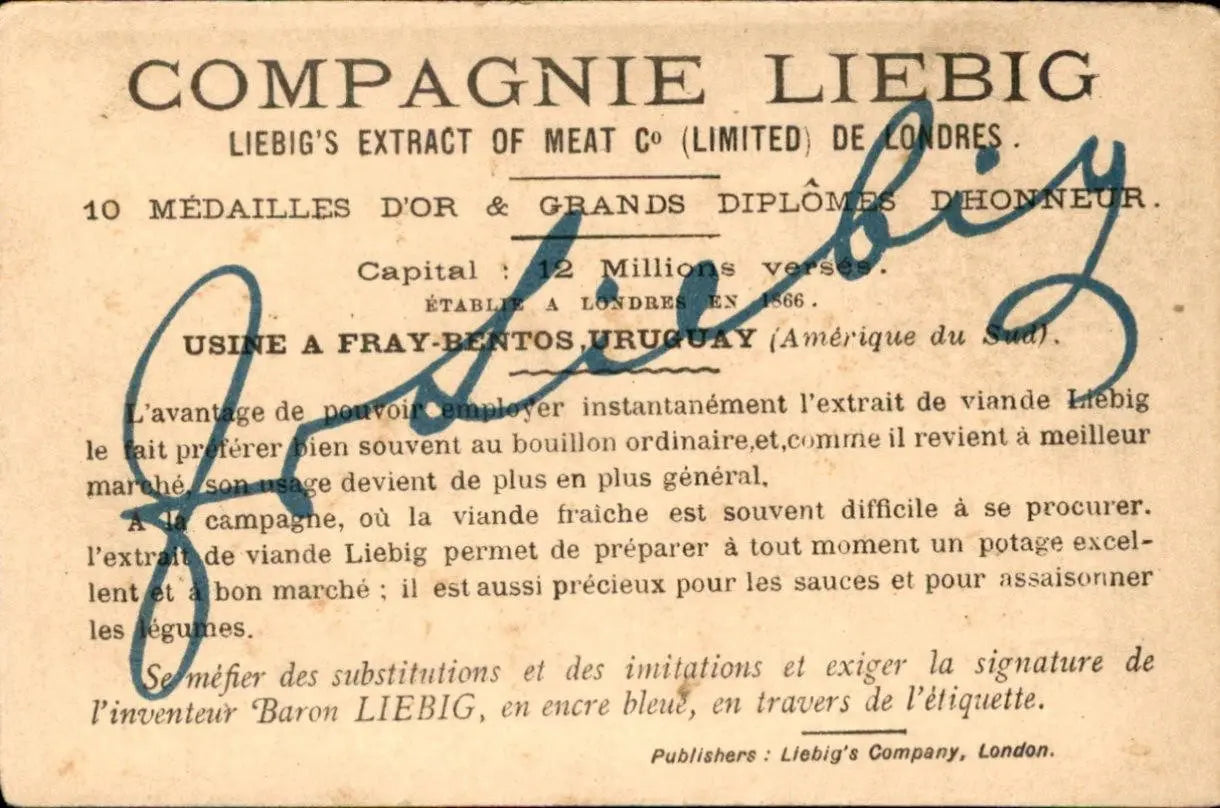 COMPAGNIE LIEBIG
LIEBIG'S EXTRACT OF MEAT Cº (LIMITED) DE LONDRES.
10 MÉDAILLES D'OR & GRANDS DIPLÔMES D'HONNEUR.
Capital : 12 Millions versés.
ÉTABLIE A LONDRES EN 1866.
USINE A FRAY-BENTOS, URUGUAY (Amérique du Sud).
L'avantage de pouvoir employer instantanément l'extrait de viande Liebig
le fait préférer bien souvent au bouillon ordinaire, et, comme il revient à meilleur
marché, son usage devient de plus en plus général.
A la campagne, où la viande fraîche est souvent difficile à se procurer.
l'extrait de viande Liebig permet de préparer à tout moment un potage excel-
lent et à bon marché ; il est aussi précieux pour les sauces et pour assaisonner
les légumes.
Se méfier des substitutions et des imitations et exiger la signature de
l'inventeur Baron LIEBIG, en encre bleue, en travers de l'étiquette.
Publishers : Liebig's Company, London.
J v Liebig